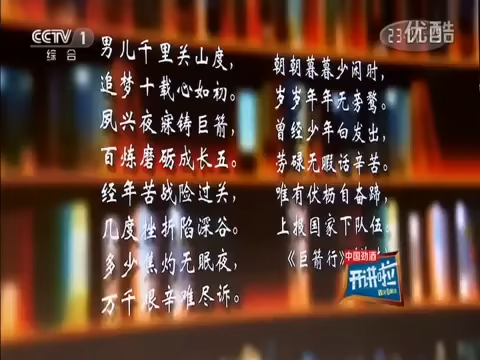 CCTV 1
综合
优酷
男儿千里关山度，
追梦十载心如初。
夙兴夜寐铸巨箭，
百炼磨砺成长五。
经年苦战险过关，
几度挫折陷深谷。
多少焦灼无眠夜，
万千艰辛难尽诉。
朝朝暮暮少闲时，
岁岁年年无旁骛。
曾经少年白发出，
劳碌无暇话辛苦。
唯有伏枥自奋蹄，
上报国家下队伍。
《巨箭行》
中国劲酒
开讲啦